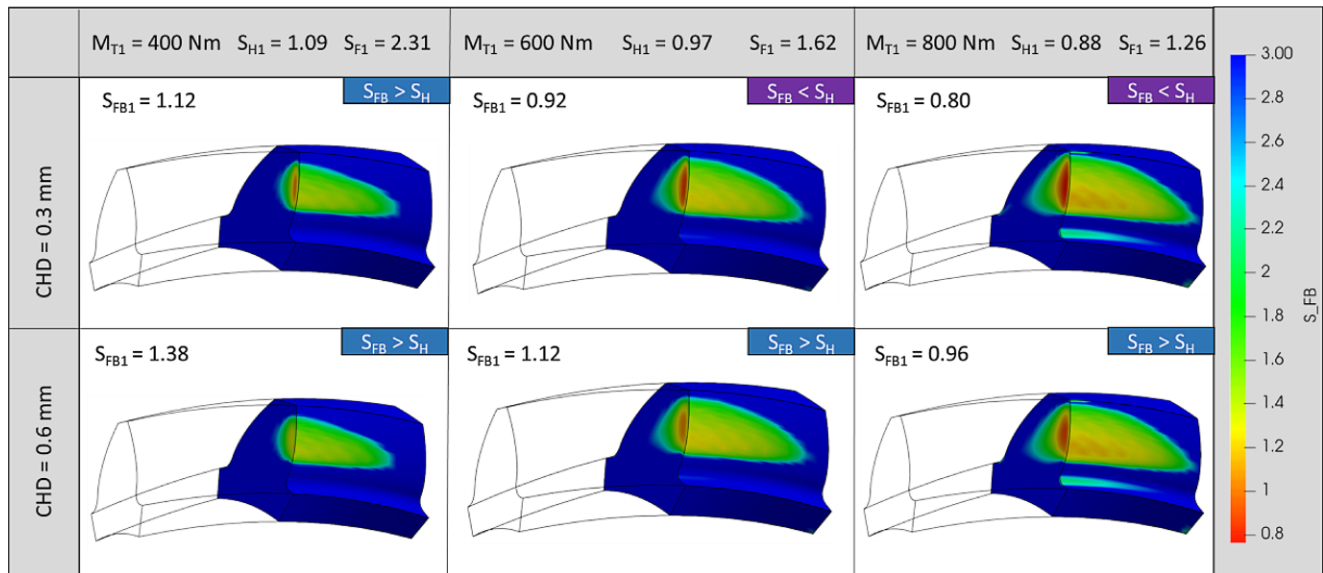 M_T1 = 400 Nm S_H1 = 1.09 S_F1 = 2.31
M_T1 = 600 Nm S_H1 = 0.97 S_F1 = 1.62
M_T1 = 800 Nm S_H1 = 0.88 S_F1 = 1.26
CHD = 0.3 mm
S_FB1 = 1.12
S_FB > S_H
S_FB1 = 0.92
S_FB < S_H
S_FB1 = 0.80
S_FB < S_H
CHD = 0.6 mm
S_FB1 = 1.38
S_FB > S_H
S_FB1 = 1.12
S_FB > S_H
S_FB1 = 0.96
S_FB > S_H
3.00
2.8
2.6
2.4
2.2
2
1.8
1.6
1.4
1.2
1
0.8
S_FB